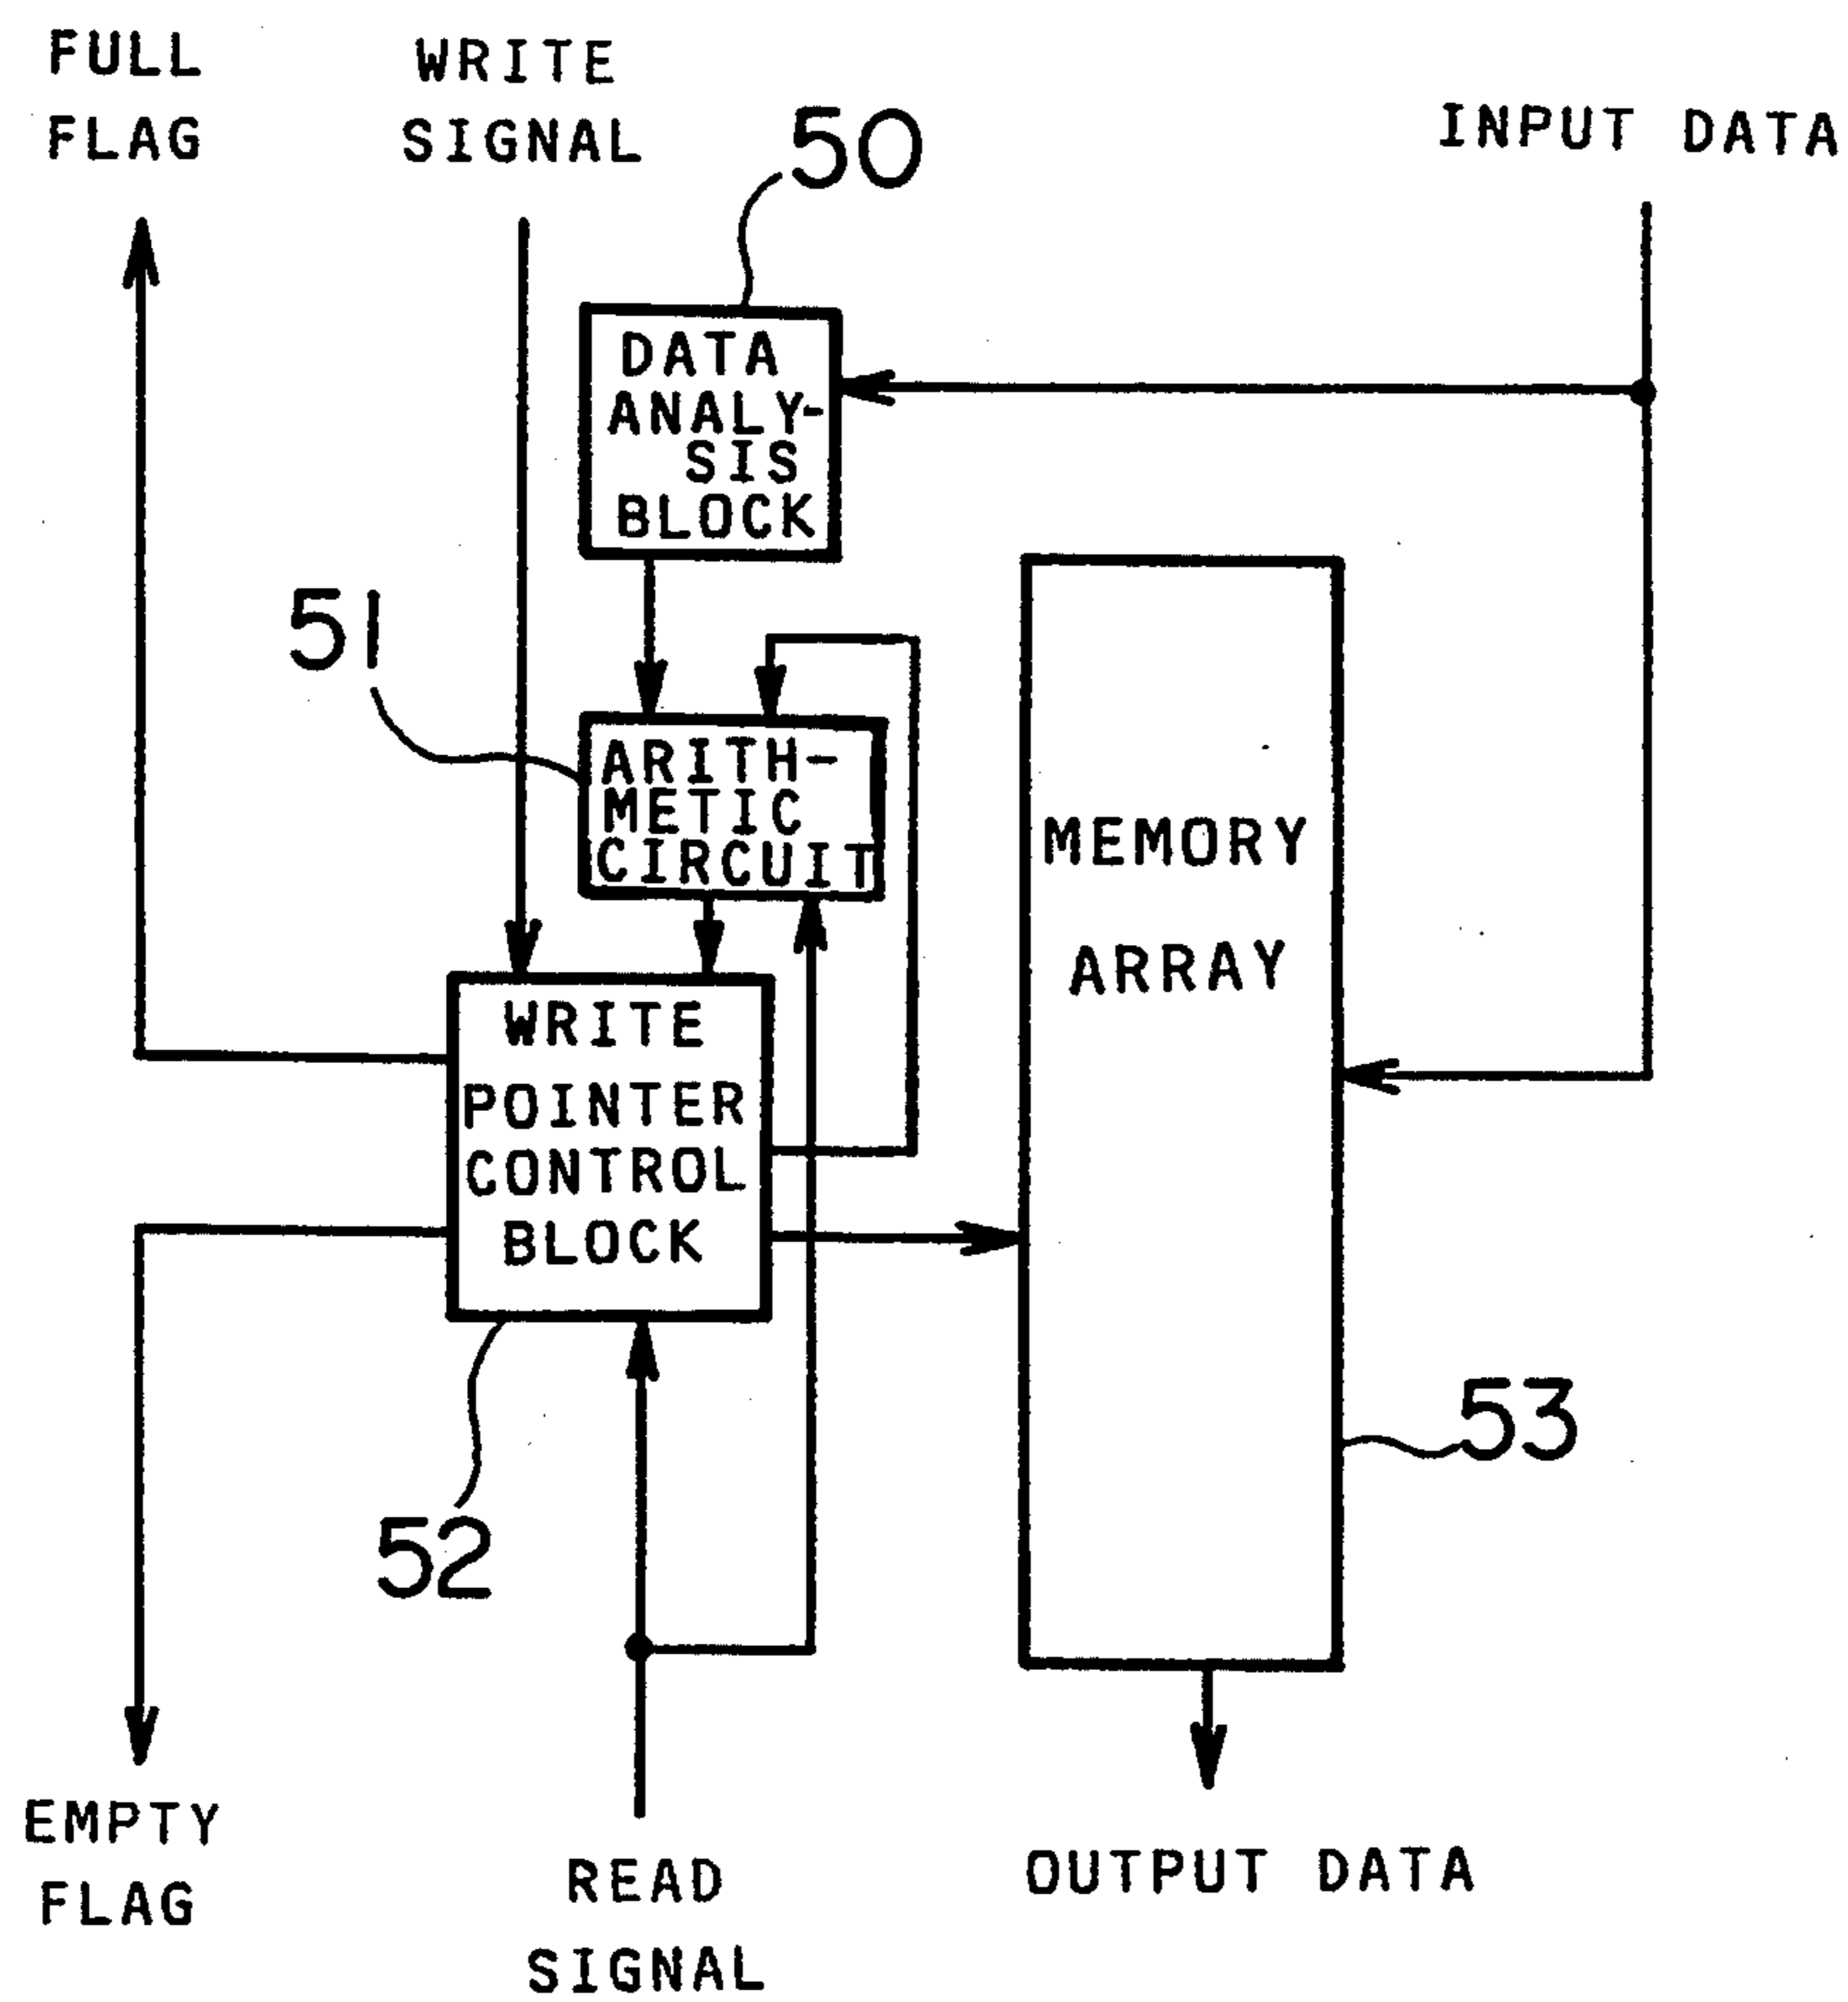 FULL
FLAG
WRITE
SIGNAL
50
INPUT DATA
DATA
ANALY-
SIS
BLOCK
51
ARITH-
METIC
CIRCUIT
MEMORY
ARRAY
WRITE
POINTER
CONTROL
BLOCK
53
52
EMPTY
FLAG
READ
SIGNAL
OUTPUT DATA